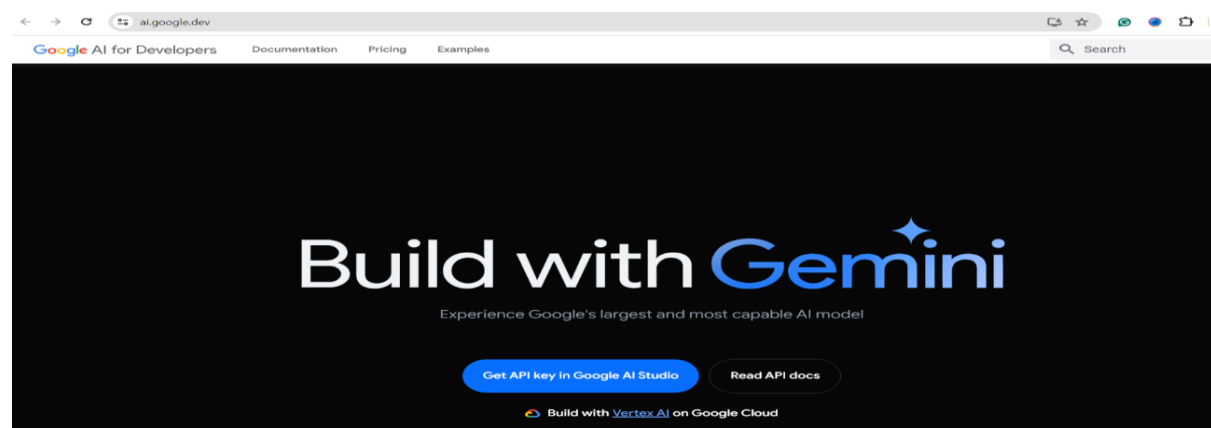 ai.google.dev
Google AI for Developers Documentation Pricing Examples Search
Build with Gemini
Experience Google's largest and most capable AI model
Get API key in Google AI Studio Read API docs
Build with Vertex AI on Google Cloud